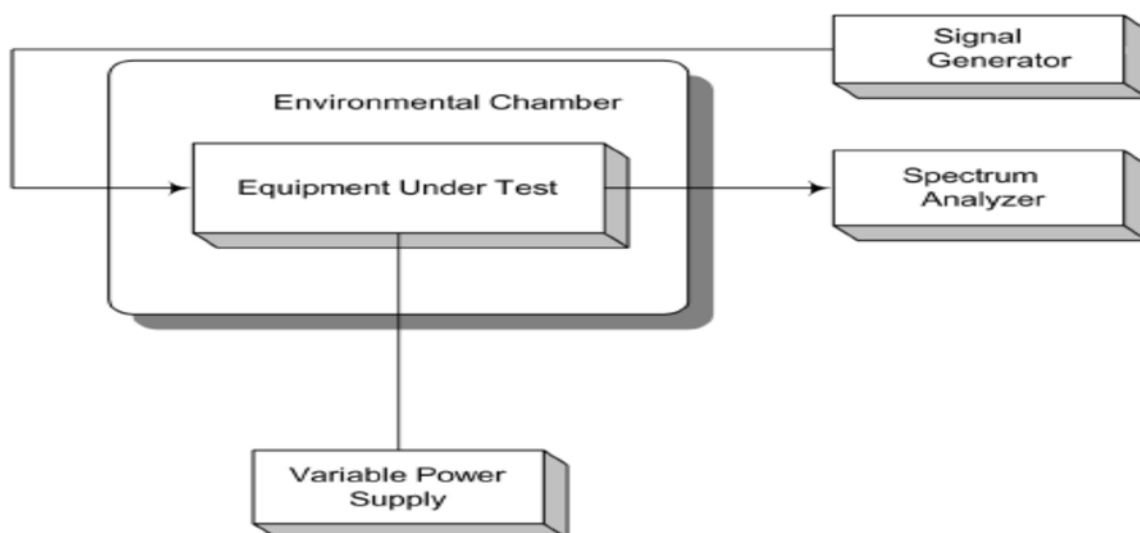 Signal
Generator
Environmental Chamber
Equipment Under Test
Spectrum
Analyzer
Variable Power
Supply